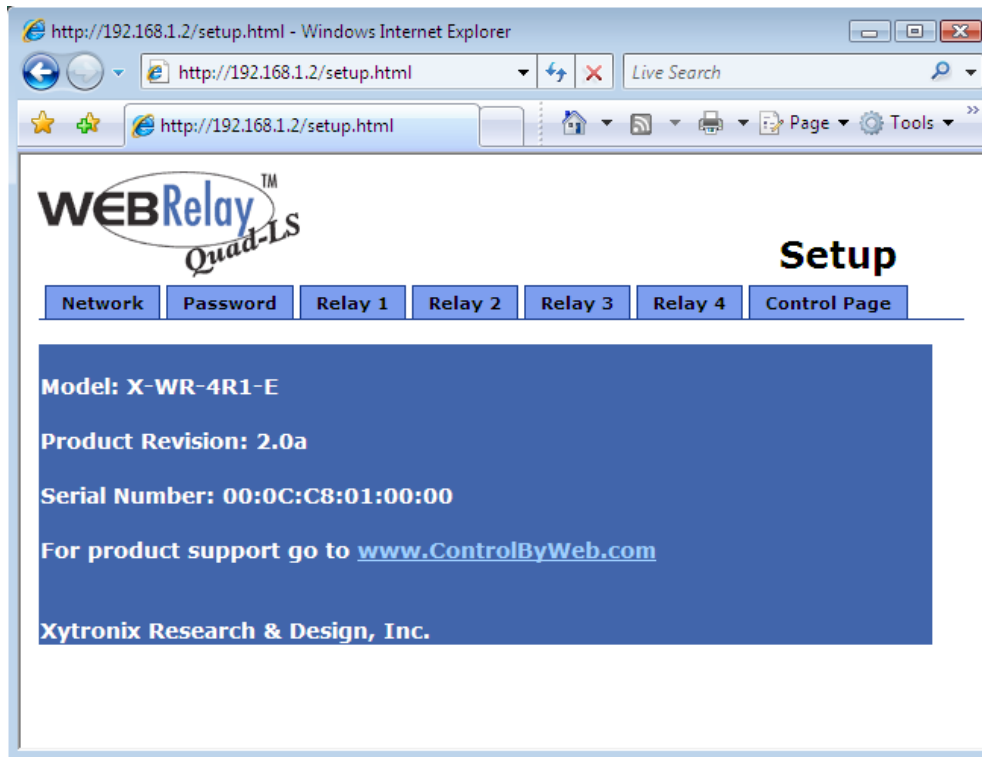 http://192.168.1.2/setup.html - Windows Internet Explorer
http://192.168.1.2/setup.html Live Search
http://192.168.1.2/setup.html Page Tools »
WEBRelay™
Quad-LS
Setup
Network Password Relay 1 Relay 2 Relay 3 Relay 4 Control Page
Model: X-WR-4R1-E
Product Revision: 2.0a
Serial Number: 00:0C:C8:01:00:00
For product support go to www.ControlByWeb.com
Xytronix Research & Design, Inc.